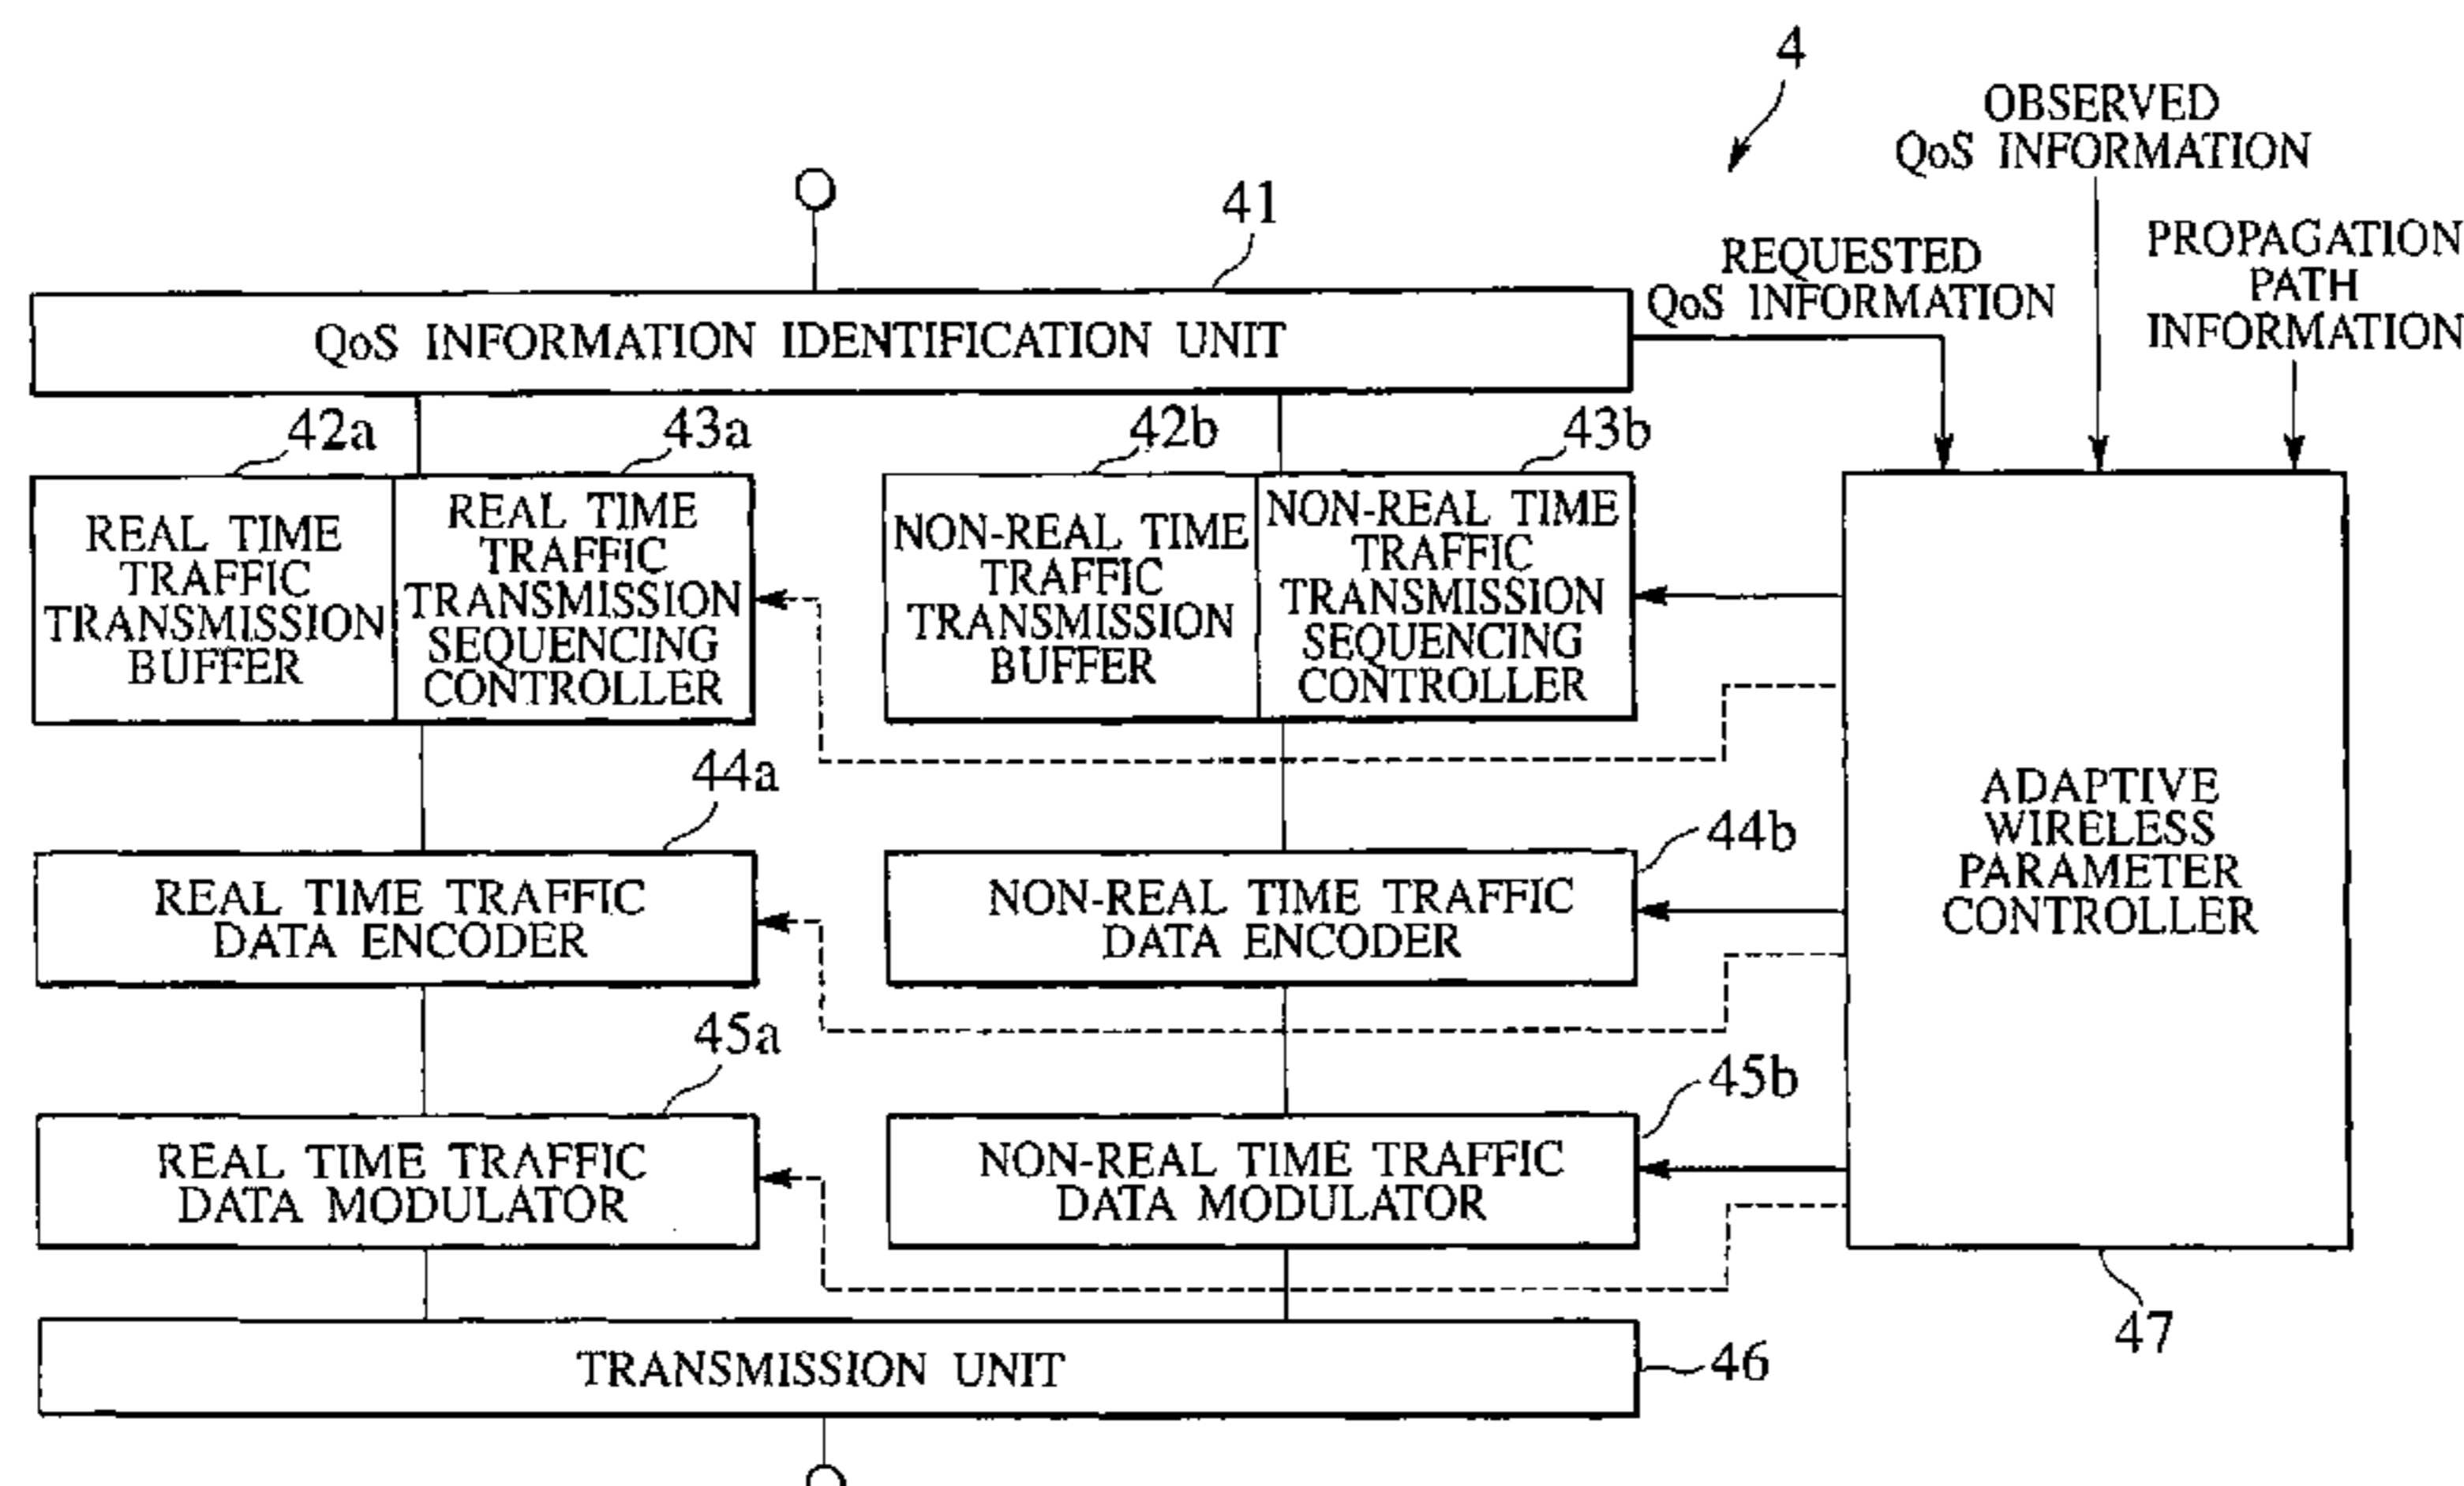 4
OBSERVED
QoS INFORMATION
41
REQUESTED
QoS INFORMATION
PROPAGATION
PATH
INFORMATION
QoS INFORMATION IDENTIFICATION UNIT
42a
43a
42b
43b
REAL TIME
TRAFFIC
TRANSMISSION
BUFFER
REAL TIME
TRAFFIC
TRANSMISSION
SEQUENCING
CONTROLLER
NON-REAL TIME
TRAFFIC
TRANSMISSION
BUFFER
NON-REAL TIME
TRAFFIC
TRANSMISSION
SEQUENCING
CONTROLLER
ADAPTIVE
WIRELESS
PARAMETER
CONTROLLER
44a
44b
REAL TIME TRAFFIC
DATA ENCODER
NON-REAL TIME TRAFFIC
DATA ENCODER
45a
45b
REAL TIME TRAFFIC
DATA MODULATOR
NON-REAL TIME TRAFFIC
DATA MODULATOR
47
TRANSMISSION UNIT
46